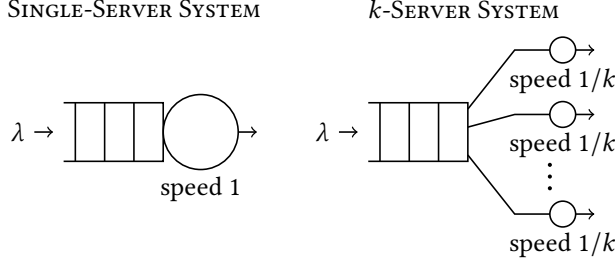 SINGLE-SERVER SYSTEM
λ →
speed 1
k-SERVER SYSTEM
λ →
speed 1/k
speed 1/k
speed 1/k